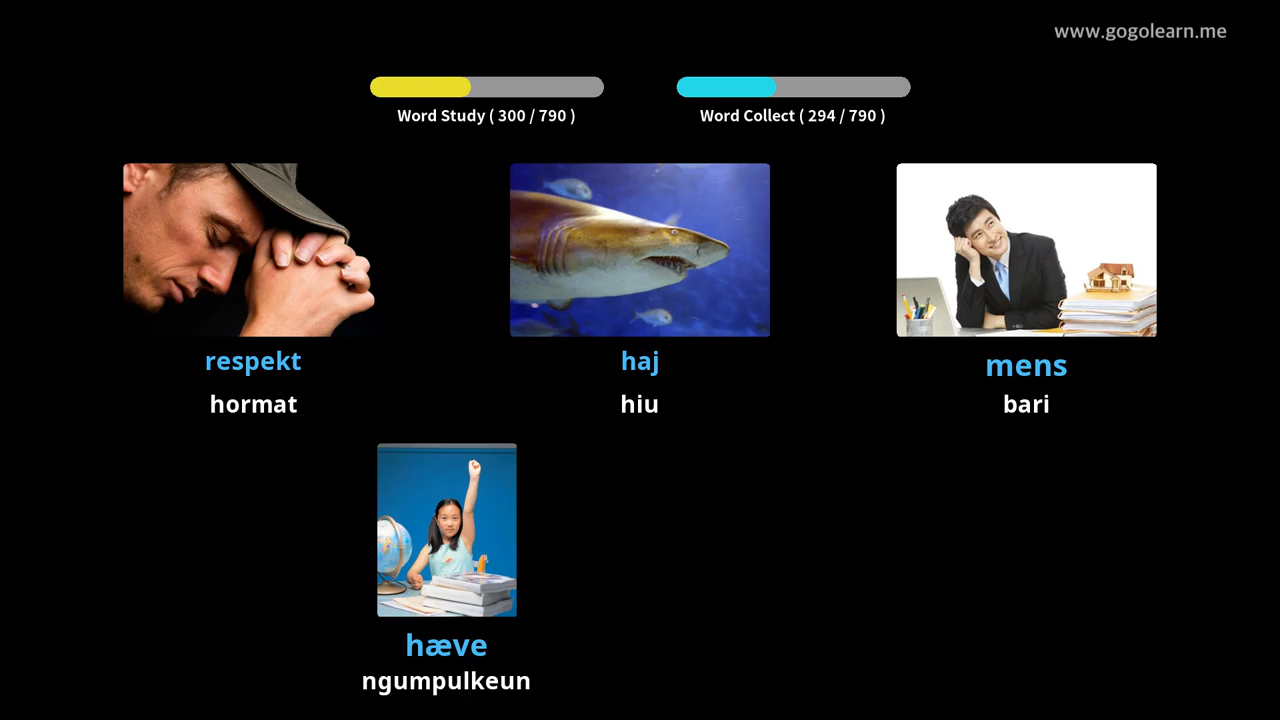 www.gogolearn.me
Word Study ( 300 / 790 )
Word Collect ( 294 / 790 )
respekt
haj
mens
hormat
hiu
bari
hæve
ngumpulkeun